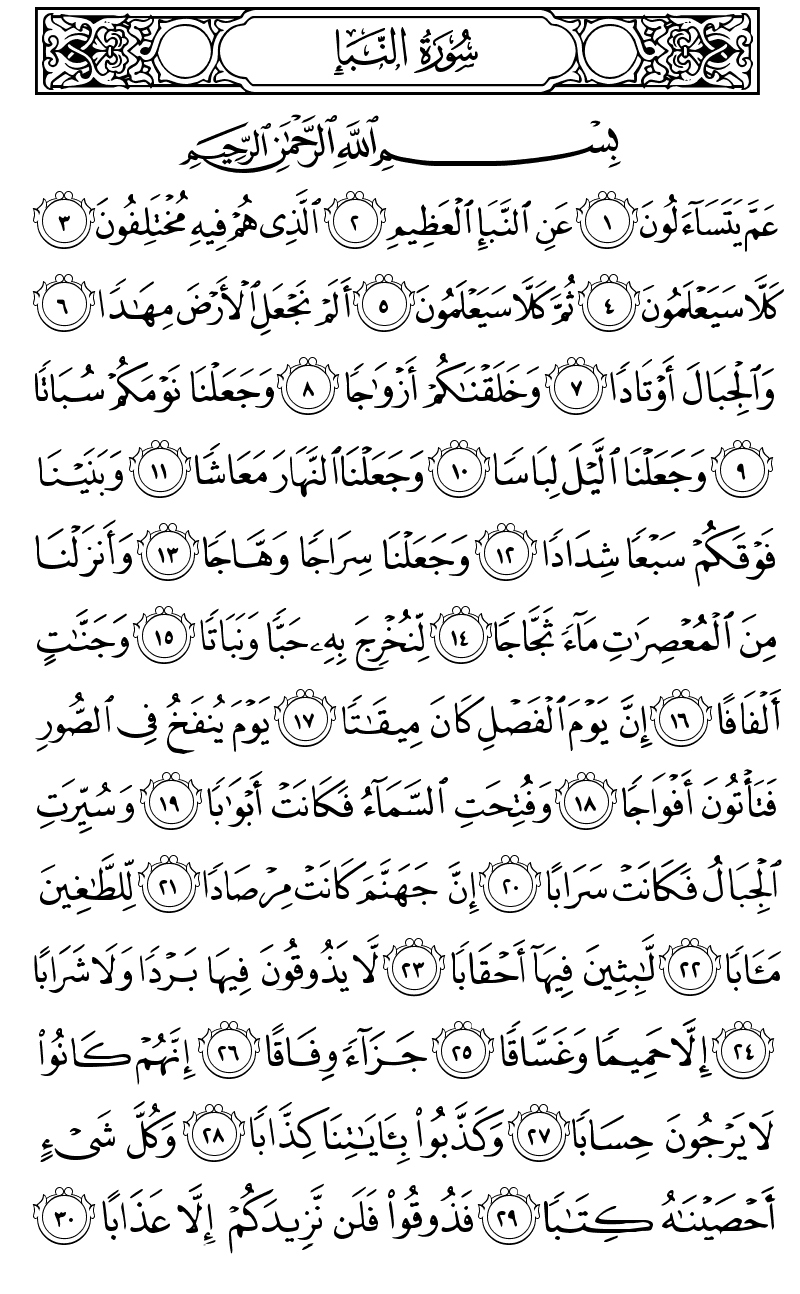 سُورَةُ النَّبَإِ
بِسْمِ ٱللَّهِ ٱلرَّحْمَٰنِ ٱلرَّحِيمِ
عَمَّ يَتَسَآءَلُونَ ١ عَنِ ٱلنَّبَإِ ٱلْعَظِيمِ ٢ ٱلَّذِى هُمْ فِيهِ مُخْتَلِفُونَ ٣
كَلَّا سَيَعْلَمُونَ ٤ ثُمَّ كَلَّا سَيَعْلَمُونَ ٥ أَلَمْ نَجْعَلِ ٱلْأَرْضَ مِهَٰدًا ٦
وَٱلْجِبَالَ أَوْتَادًا ٧ وَخَلَقْنَٰكُمْ أَزْوَٰجًا ٨ وَجَعَلْنَا نَوْمَكُمْ سُبَاتًا
٩ وَجَعَلْنَا ٱلَّيْلَ لِبَاسًا ١٠ وَجَعَلْنَا ٱلنَّهَارَ مَعَاشًا ١١ وَبَنَيْنَا
فَوْقَكُمْ سَبْعًا شِدَادًا ١٢ وَجَعَلْنَا سِرَاجًا وَهَّاجًا ١٣ وَأَنزَلْنَا
مِنَ ٱلْمُعْصِرَٰتِ مَآءً ثَجَّاجًا ١٤ لِّنُخْرِجَ بِهِۦ حَبًّا وَنَبَاتًا ١٥ وَجَنَّٰتٍ
أَلْفَافًا ١٦ إِنَّ يَوْمَ ٱلْفَصْلِ كَانَ مِيقَٰتًا ١٧ يَوْمَ يُنفَخُ فِى ٱلصُّورِ
فَتَأْتُونَ أَفْوَاجًا ١٨ وَفُتِحَتِ ٱلسَّمَآءُ فَكَانَتْ أَبْوَٰبًا ١٩ وَسُيِّرَتِ
ٱلْجِبَالُ فَكَانَتْ سَرَابًا ٢٠ إِنَّ جَهَنَّمَ كَانَتْ مِرْصَادًا ٢١ لِّلطَّٰغِينَ
مَـَٔابًا ٢٢ لَّٰبِثِينَ فِيهَآ أَحْقَابًا ٢٣ لَّا يَذُوقُونَ فِيهَا بَرْدًا وَلَا شَرَابًا
٢٤ إِلَّا حَمِيمًا وَغَسَّاقًا ٢٥ جَزَآءً وِفَاقًا ٢٦ إِنَّهُمْ كَانُوا۟
لَا يَرْجُونَ حِسَابًا ٢٧ وَكَذَّبُوا۟ بِـَٔايَٰتِنَا كِذَّابًا ٢٨ وَكُلَّ شَىْءٍ
أَحْصَيْنَٰهُ كِتَٰبًا ٢٩ فَذُوقُوا۟ فَلَن نَّزِيدَكُمْ إِلَّا عَذَابًا ٣٠